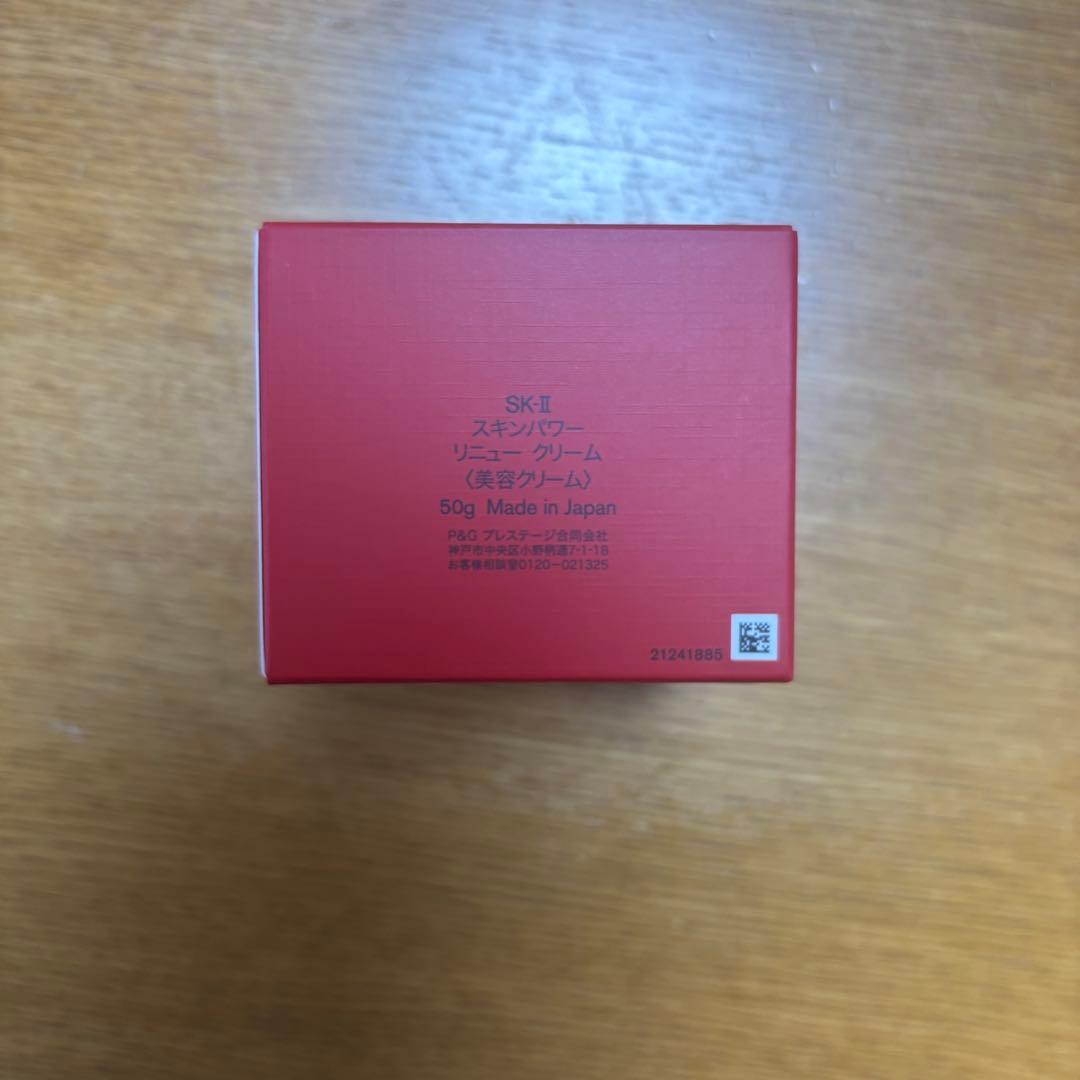 SK-Ⅱ
スキンパワー
リニュー クリーム
〈美容クリーム〉
50g Made in Japan
P&G プレステージ合同会社
神戸市中央区小野柄通7-1-18
お客様相談室0120-021325
21241885